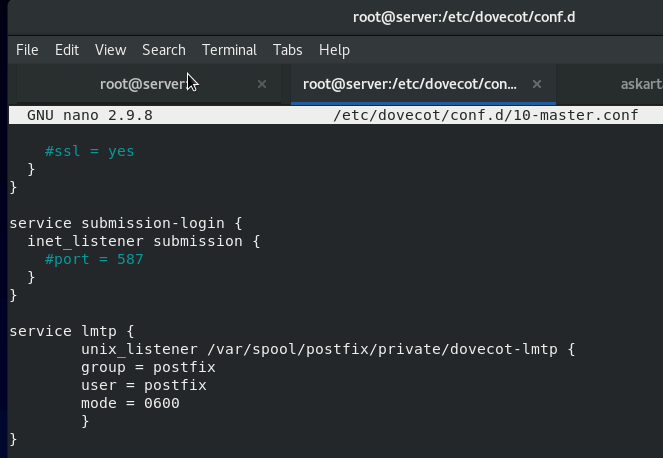 root@server:/etc/dovecot/conf.d
File Edit View Search Terminal Tabs Help
root@server: × root@server:/etc/dovecot/con... × askart
GNU nano 2.9.8 /etc/dovecot/conf.d/10-master.conf
#ssl = yes
}
}
service submission-login {
inet_listener submission {
#port = 587
}
}
service lmtp {
unix_listener /var/spool/postfix/private/dovecot-lmtp {
group = postfix
user = postfix
mode = 0600
}
}